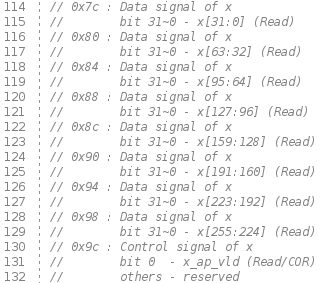 114 // 0x7c : Data signal of x
115 //        bit 31~0 - x[31:0] (Read)
116 // 0x80 : Data signal of x
117 //        bit 31~0 - x[63:32] (Read)
118 // 0x84 : Data signal of x
119 //        bit 31~0 - x[95:64] (Read)
120 // 0x88 : Data signal of x
121 //        bit 31~0 - x[127:96] (Read)
122 // 0x8c : Data signal of x
123 //        bit 31~0 - x[159:128] (Read)
124 // 0x90 : Data signal of x
125 //        bit 31~0 - x[191:160] (Read)
126 // 0x94 : Data signal of x
127 //        bit 31~0 - x[223:192] (Read)
128 // 0x98 : Data signal of x
129 //        bit 31~0 - x[255:224] (Read)
130 // 0x9c : Control signal of x
131 //        bit 0  - x_ap_vld (Read/COR)
132 //        others - reserved